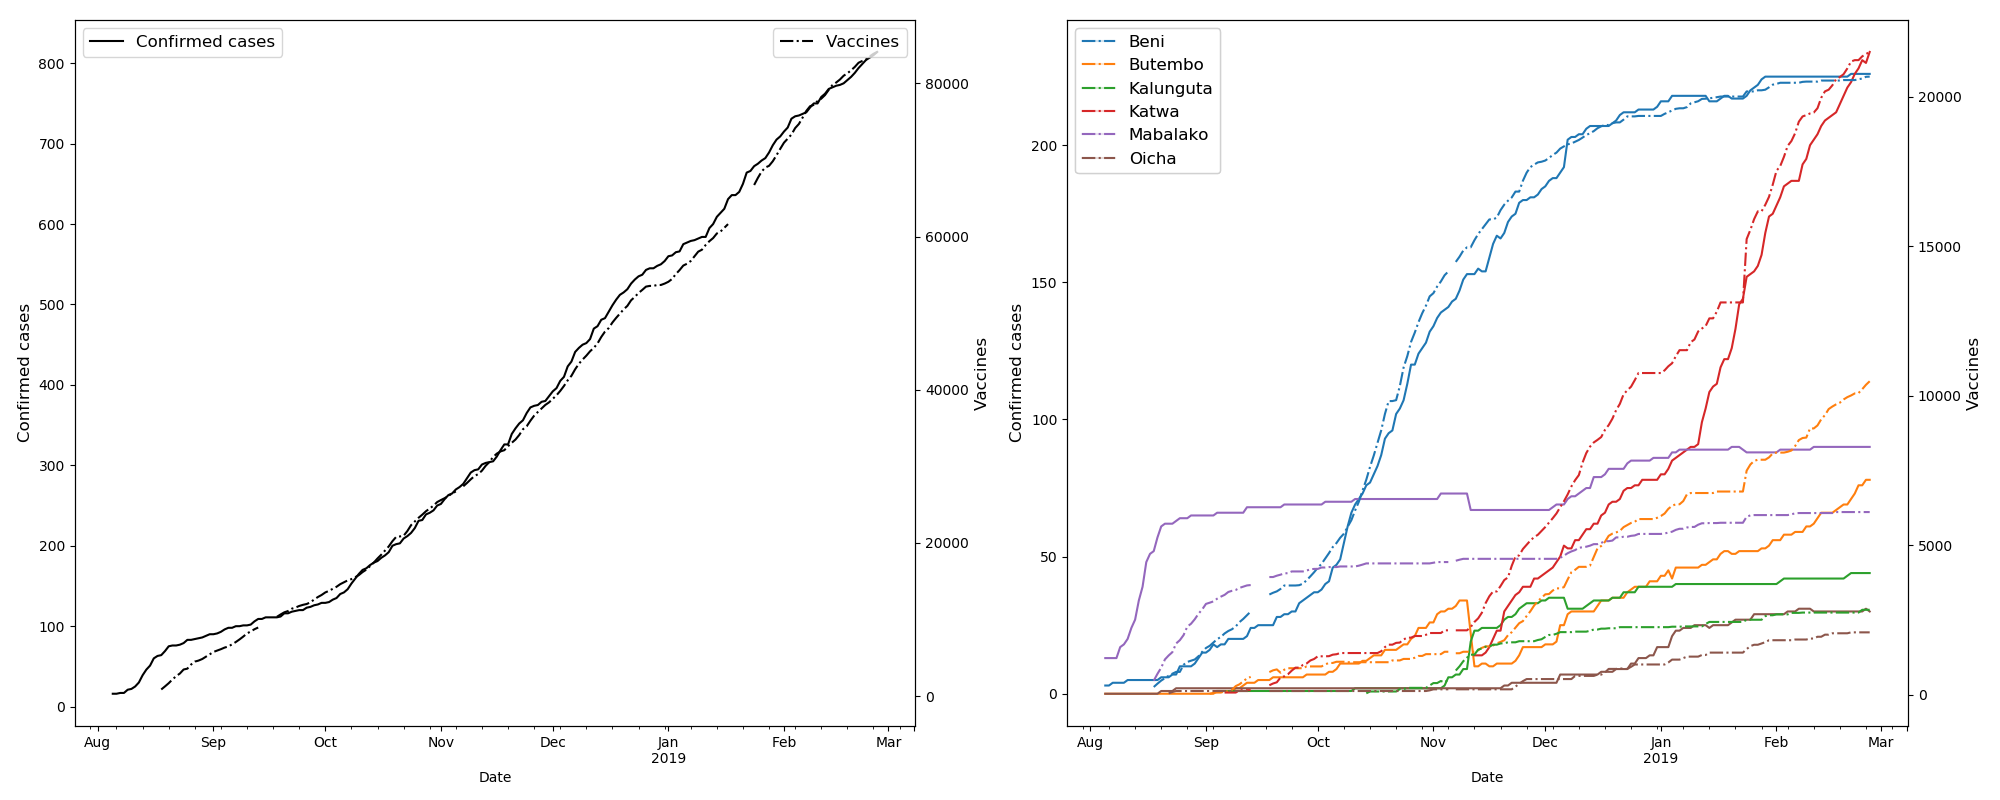 Confirmed cases
Vaccines
800
700
600
500
400
300
200
100
0
Confirmed cases
80000
60000
40000
20000
0
Vaccines
Aug Sep Oct Nov Dec Jan Feb Mar
2019
Date
Beni
Butembo
Kalunguta
Katwa
Mabalako
Oicha
200
150
100
50
0
Confirmed cases
20000
15000
10000
5000
0
Vaccines
Aug Sep Oct Nov Dec Jan Feb Mar
2019
Date